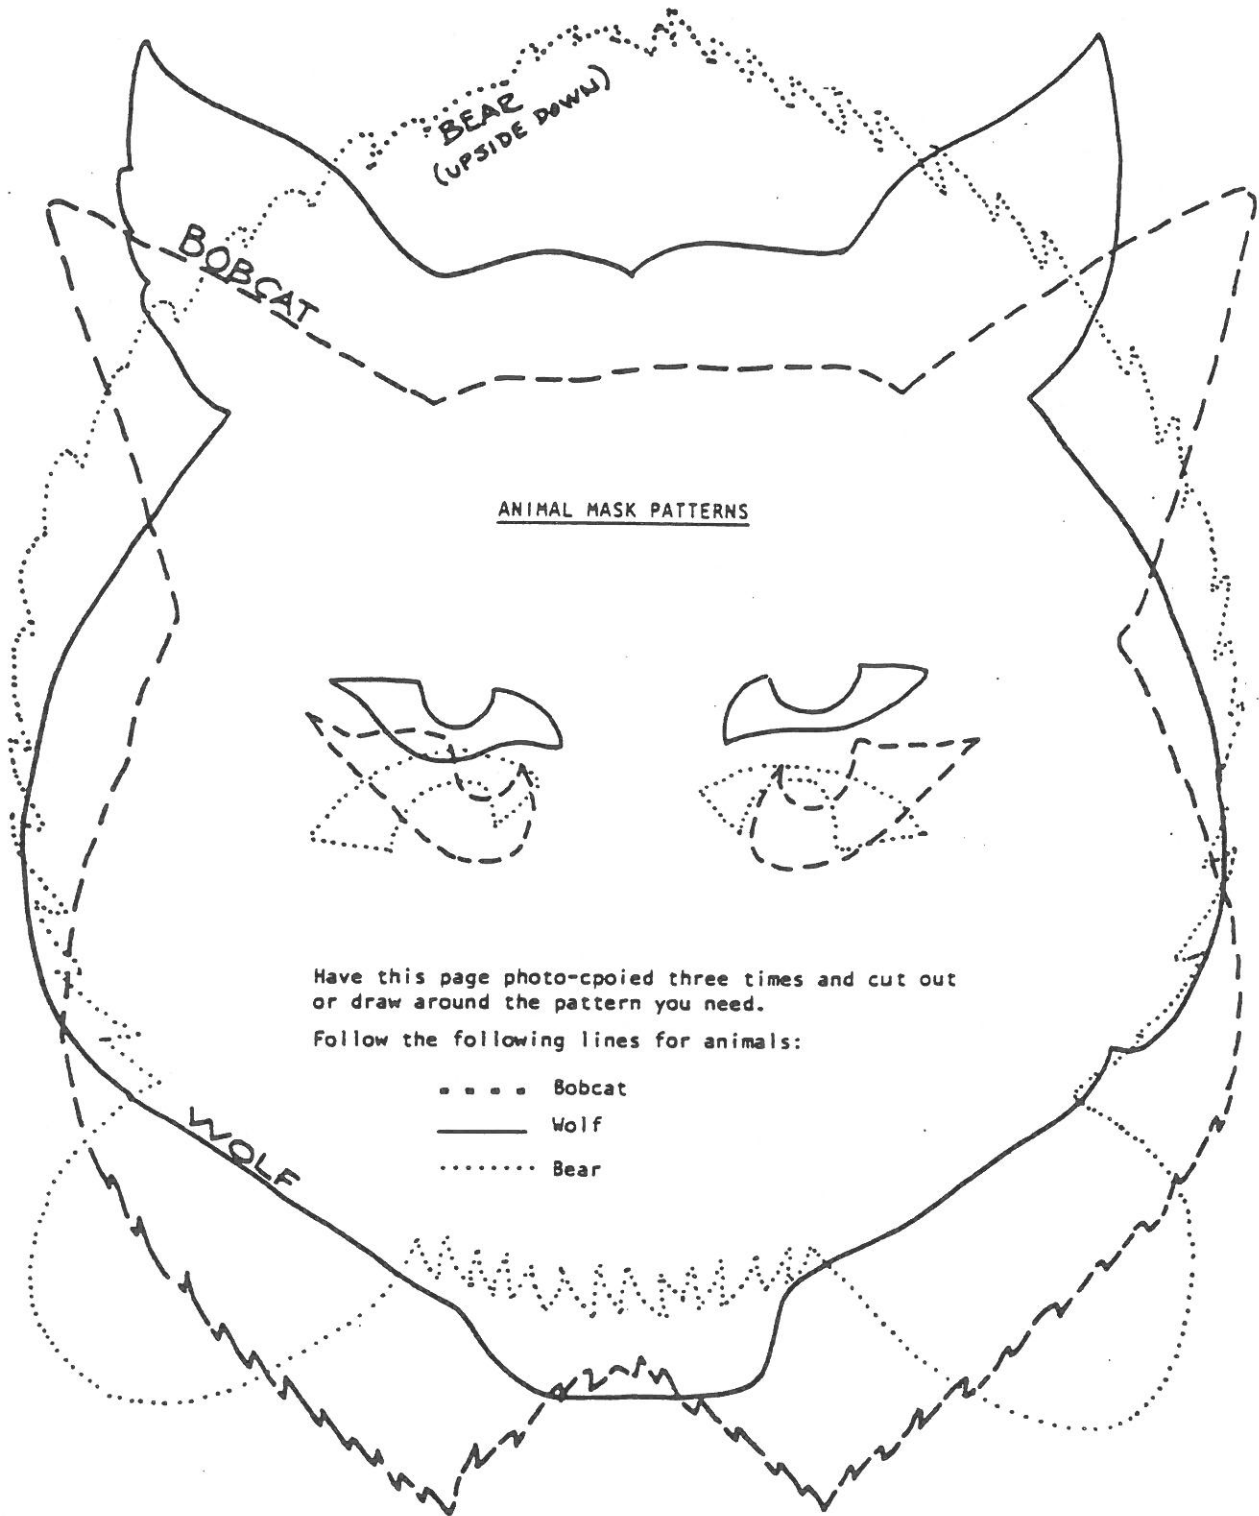 BEAR
(UPSIDE DOWN)
BOBCAT
ANIMAL MASK PATTERNS
Have this page photo-cpoied three times and cut out
or draw around the pattern you need.
Follow the following lines for animals:
Bobcat
Wolf
Bear
WOLF